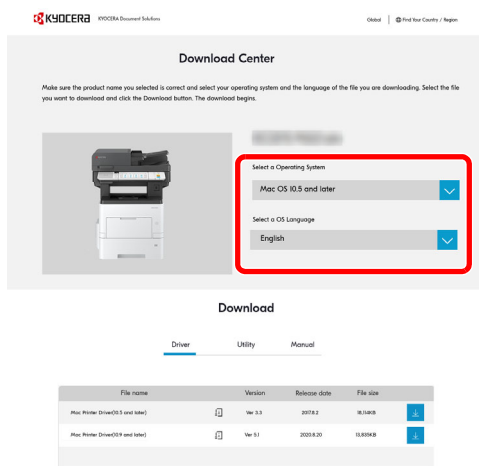 KYOCERA KYOCERA Document Solutions Global Find Your Country / Region
Download Center
Make sure the product name you selected is correct and select your operating system and the language of the file you are downloading. Select the file
you want to download and click the Download button. The download begins.
Select a Operating System
Mac OS 10.5 and later
Select a OS Language
English
Download
Driver Utility Manual
File name Version Release date File size
Mac Printer Driver(10.5 and later) Ver 3.3 2017.8.2 18,114KB
Mac Printer Driver(10.9 and later) Ver 5.1 2020.8.20 13,839KB